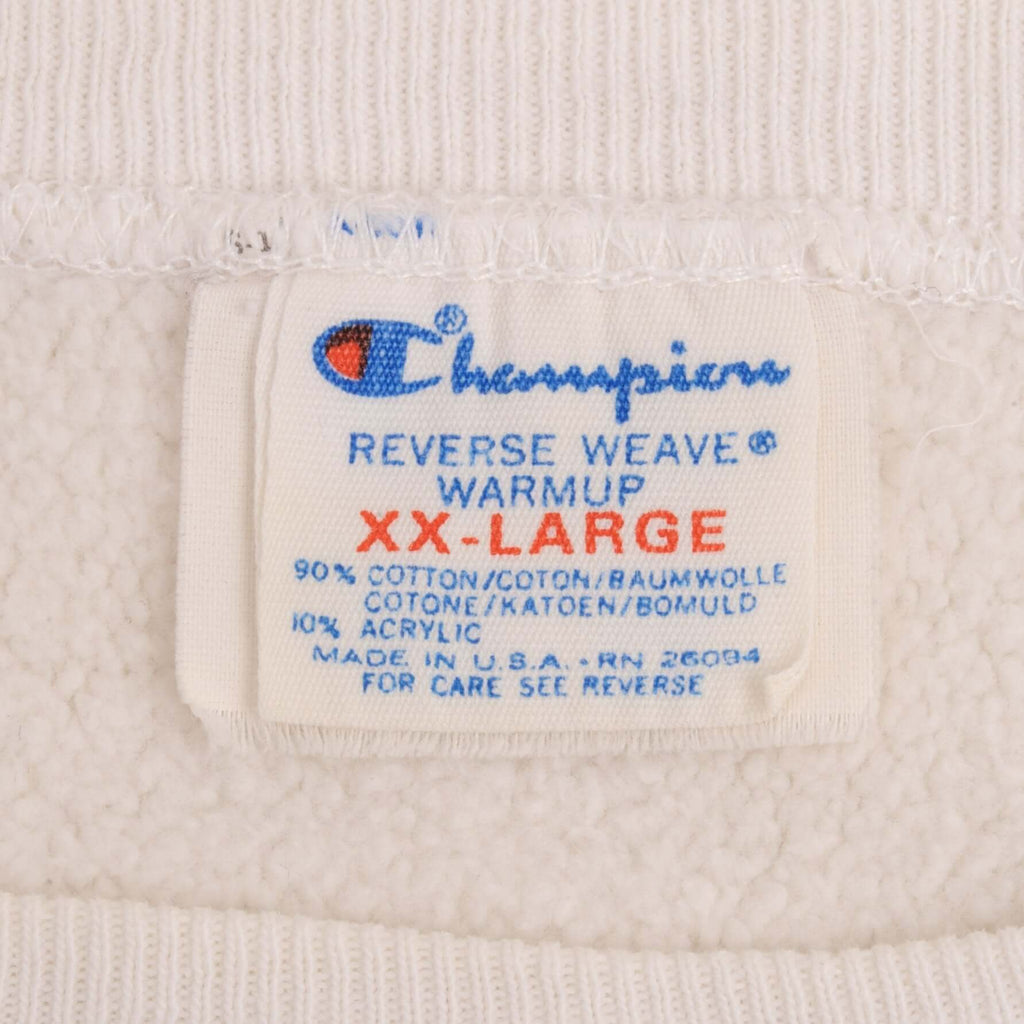 Champion®
REVERSE WEAVE®
WARMUP
XX-LARGE
90% COTTON/COTON/BAUMWOLLE
COTONE/KATOEN/BOMULD
10% ACRYLIC
MADE IN U.S.A. - RN 26094
FOR CARE SEE REVERSE